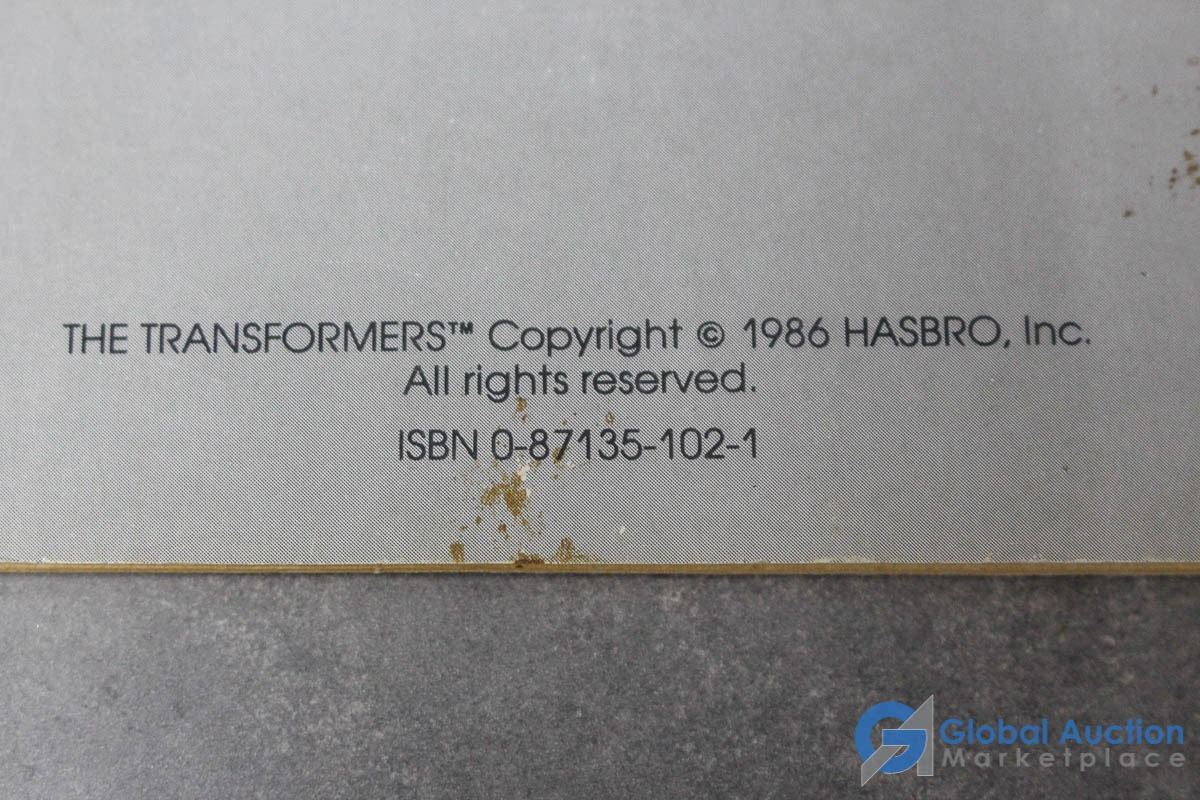 THE TRANSFORMERS™ Copyright © 1986 HASBRO, Inc.
All rights reserved.
ISBN 0-87135-102-1
Global Auction
Marketplace